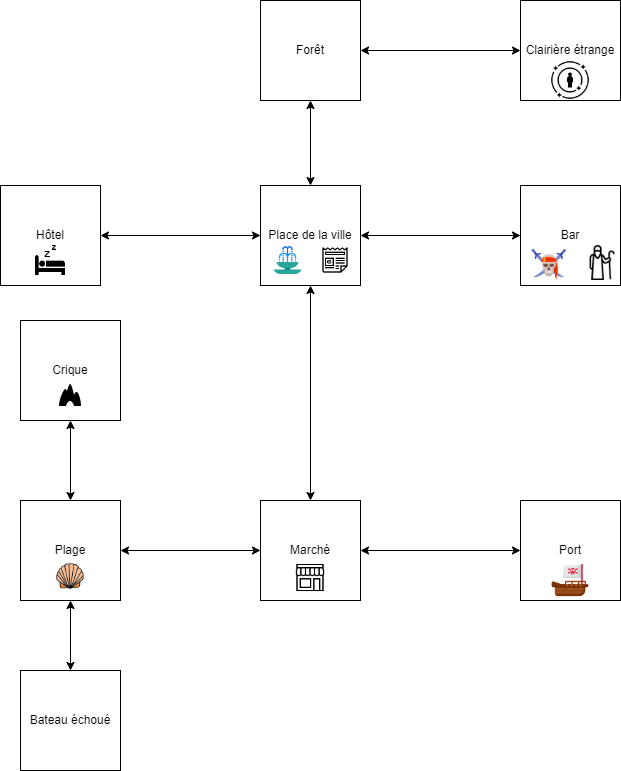 Forêt
Clairière étrange
Hôtel
Place de la ville
Bar
Crique
Plage
Marché
Port
Bateau échoué